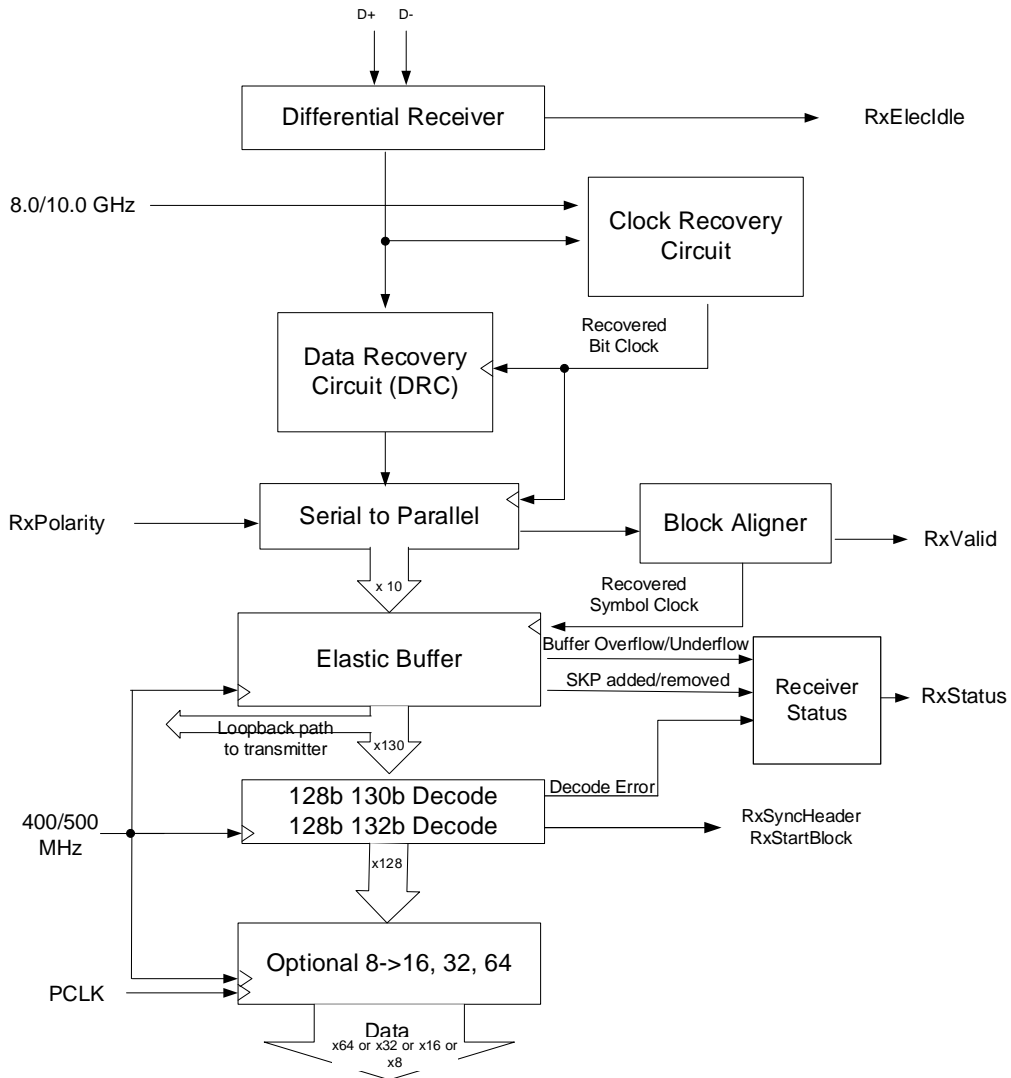 D+ D-
Differential Receiver
RxElecIdle
8.0/10.0 GHz
Clock Recovery
Circuit
Recovered
Bit Clock
Data Recovery
Circuit (DRC)
RxPolarity
Serial to Parallel
Block Aligner
RxValid
x 10
Recovered
Symbol Clock
Elastic Buffer
Buffer Overflow/Underflow
SKP added/removed
Receiver
Status
RxStatus
Loopback path
to transmitter
x130
Decode Error
128b 130b Decode
128b 132b Decode
400/500
MHz
RxSyncHeader
RxStartBlock
x128
Optional 8->16, 32, 64
PCLK
Data
x64 or x32 or x16 or
x8